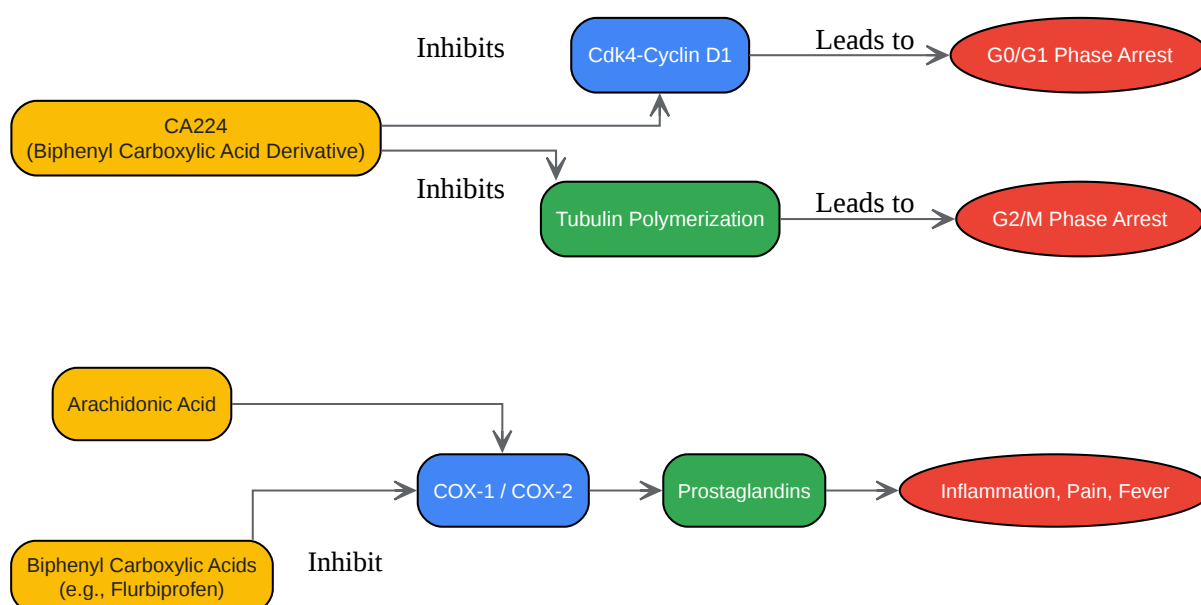 Inhibits
Cdk4-Cyclin D1
Leads to
G0/G1 Phase Arrest
CA224
(Biphenyl Carboxylic Acid Derivative)
Inhibits
Tubulin Polymerization
Leads to
G2/M Phase Arrest
Arachidonic Acid
COX-1 / COX-2
Prostaglandins
Inflammation, Pain, Fever
Biphenyl Carboxylic Acids
(e.g., Flurbiprofen)
Inhibit